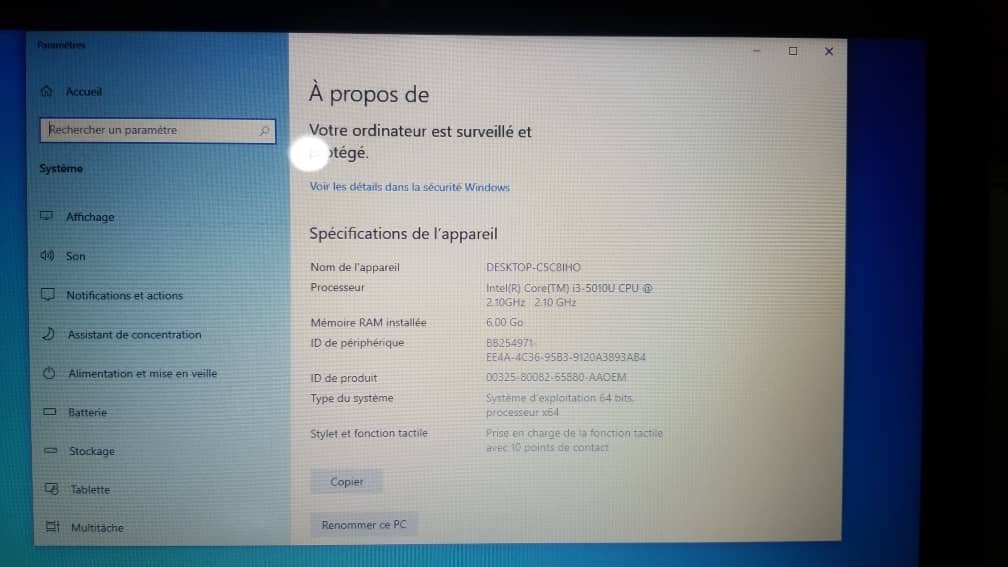 Paramètres
Accueil
Rechercher un paramètre
Système
Affichage
Son
Notifications et actions
Assistant de concentration
Alimentation et mise en veille
Batterie
Stockage
Tablette
Multitâche
À propos de
Votre ordinateur est surveillé et
protégé.
Voir les détails dans la sécurité Windows
Spécifications de l'appareil
Nom de l'appareil DESKTOP-C5C8IHO
Processeur Intel(R) Core(TM) i3-5010U CPU @
2.10GHz 2.10 GHz
Mémoire RAM installée 6,00 Go
ID de périphérique BB254971-
EE4A-4C36-95B3-9120A3893AB4
ID de produit 00325-80082-65880-AAOEM
Type du système Système d'exploitation 64 bits,
processeur x64
Stylet et fonction tactile Prise en charge de la fonction tactile
avec 10 points de contact
Copier
Renommer ce PC